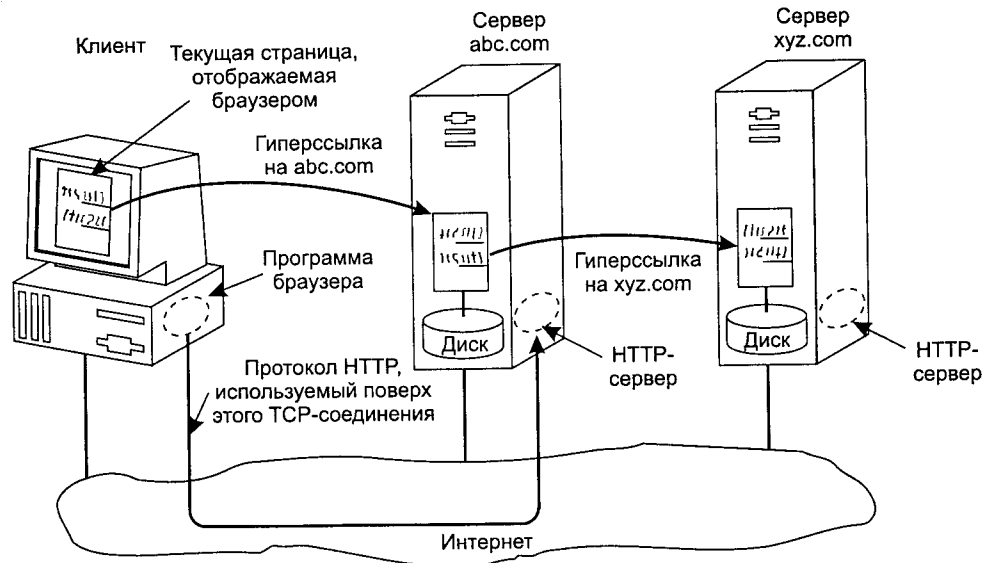 Клиент
Текущая страница,
отображаемая
браузером
Сервер
abc.com
Сервер
xyz.com
Гиперссылка
на abc.com
Программа
браузера
Гиперссылка
на xyz.com
Диск
Диск
HTTP-
сервер
HTTP-
сервер
Протокол HTTP,
используемый поверх
этого TCP-соединения
Интернет